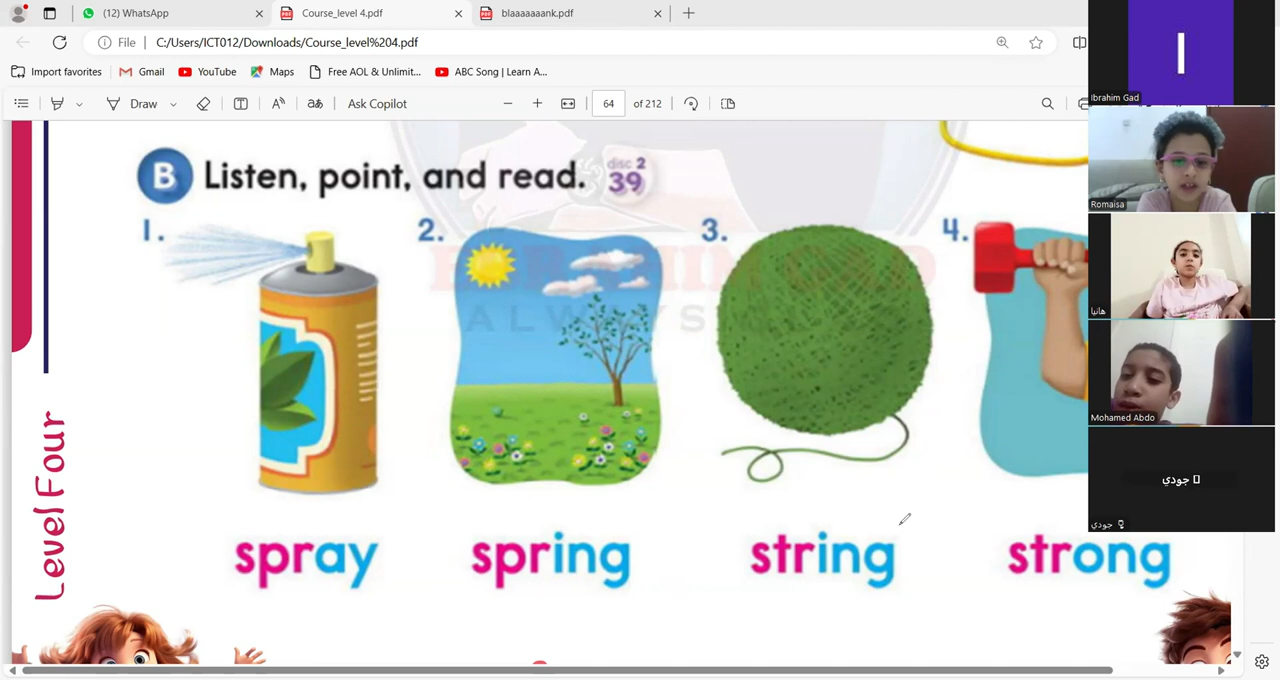 (12) WhatsApp
Course_level 4.pdf
blaaaaaaank.pdf
File
C:/Users/ICT012/Downloads/Course_level%204.pdf
Import favorites
Gmail
YouTube
Maps
Free AOL & Unlimit...
ABC Song | Learn A...
Draw
Ask Copilot
64
of 212
B Listen, point, and read. disc 2 39
1.
2.
3.
4.
ALWAYS
spray
spring
string
strong
Level Four
I
Ibrahim Gad
Romaisa
هانيا
Mohamed Abdo
جودي
جودي